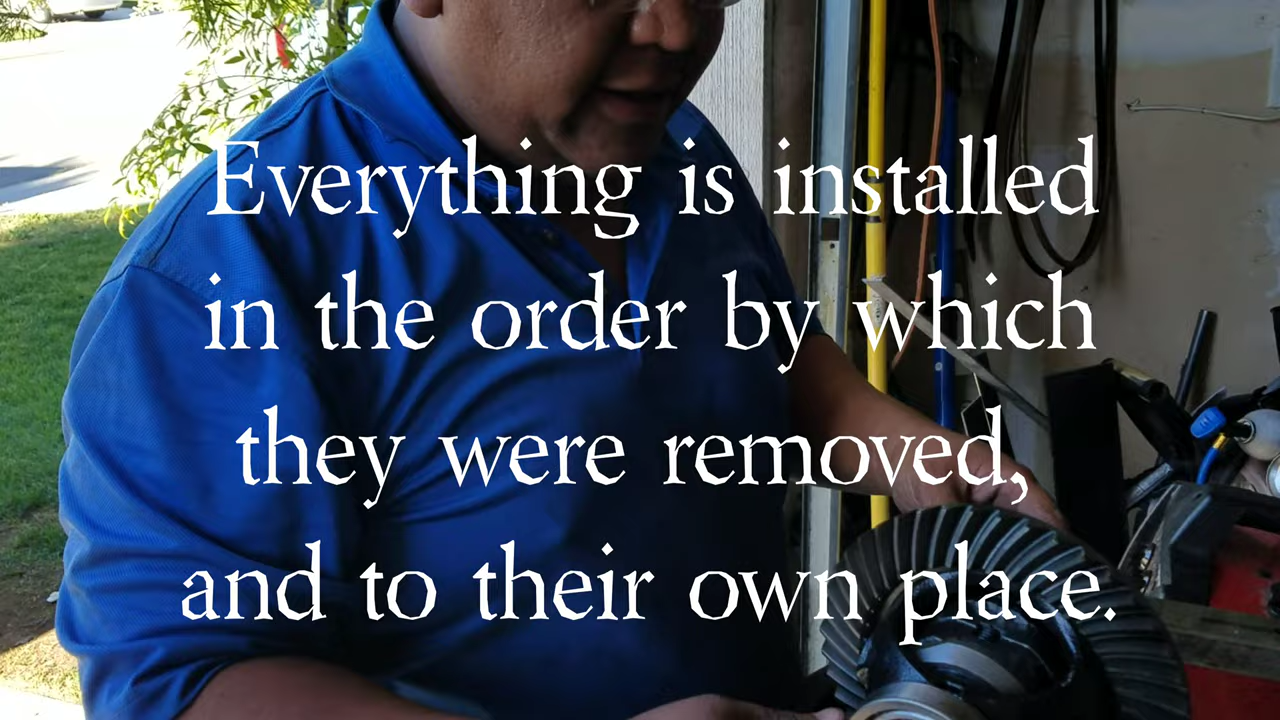 Everything is installed
in the order by which
they were removed,
and to their own place.